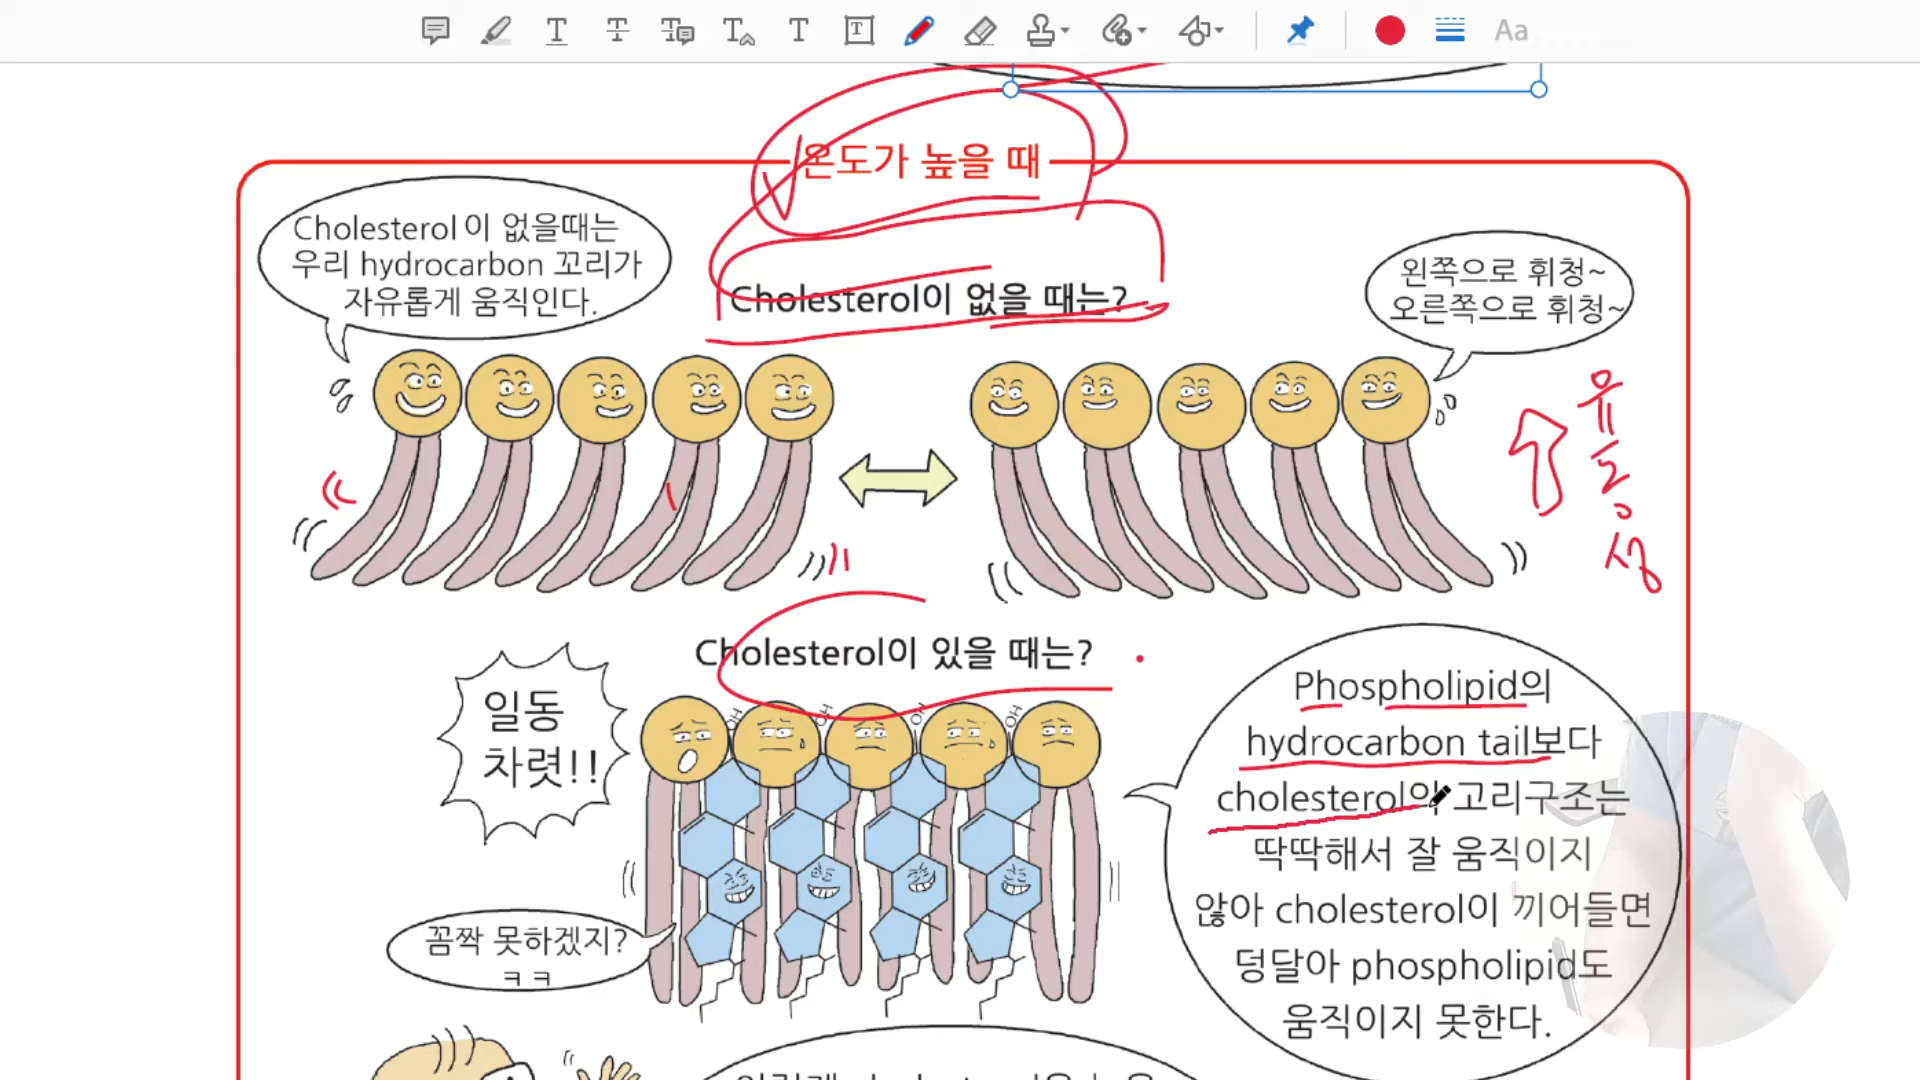 Aa
온도가 높을 때
Cholesterol이 없을때는
우리 hydrocarbon 꼬리가
자유롭게 움직인다.
Cholesterol이 없을 때는?
왼쪽으로 휘청~
오른쪽으로 휘청~
유
동
성
Cholesterol이 있을 때는?
일동
차렷!!
OH
OH
OH
OH
Phospholipid의
hydrocarbon tail보다
cholesterol의 고리구조는
딱딱해서 잘 움직이지
않아 cholesterol이 끼어들면
덩달아 phospholipid도
움직이지 못한다.
꼼짝 못하겠지?
ㅋㅋ